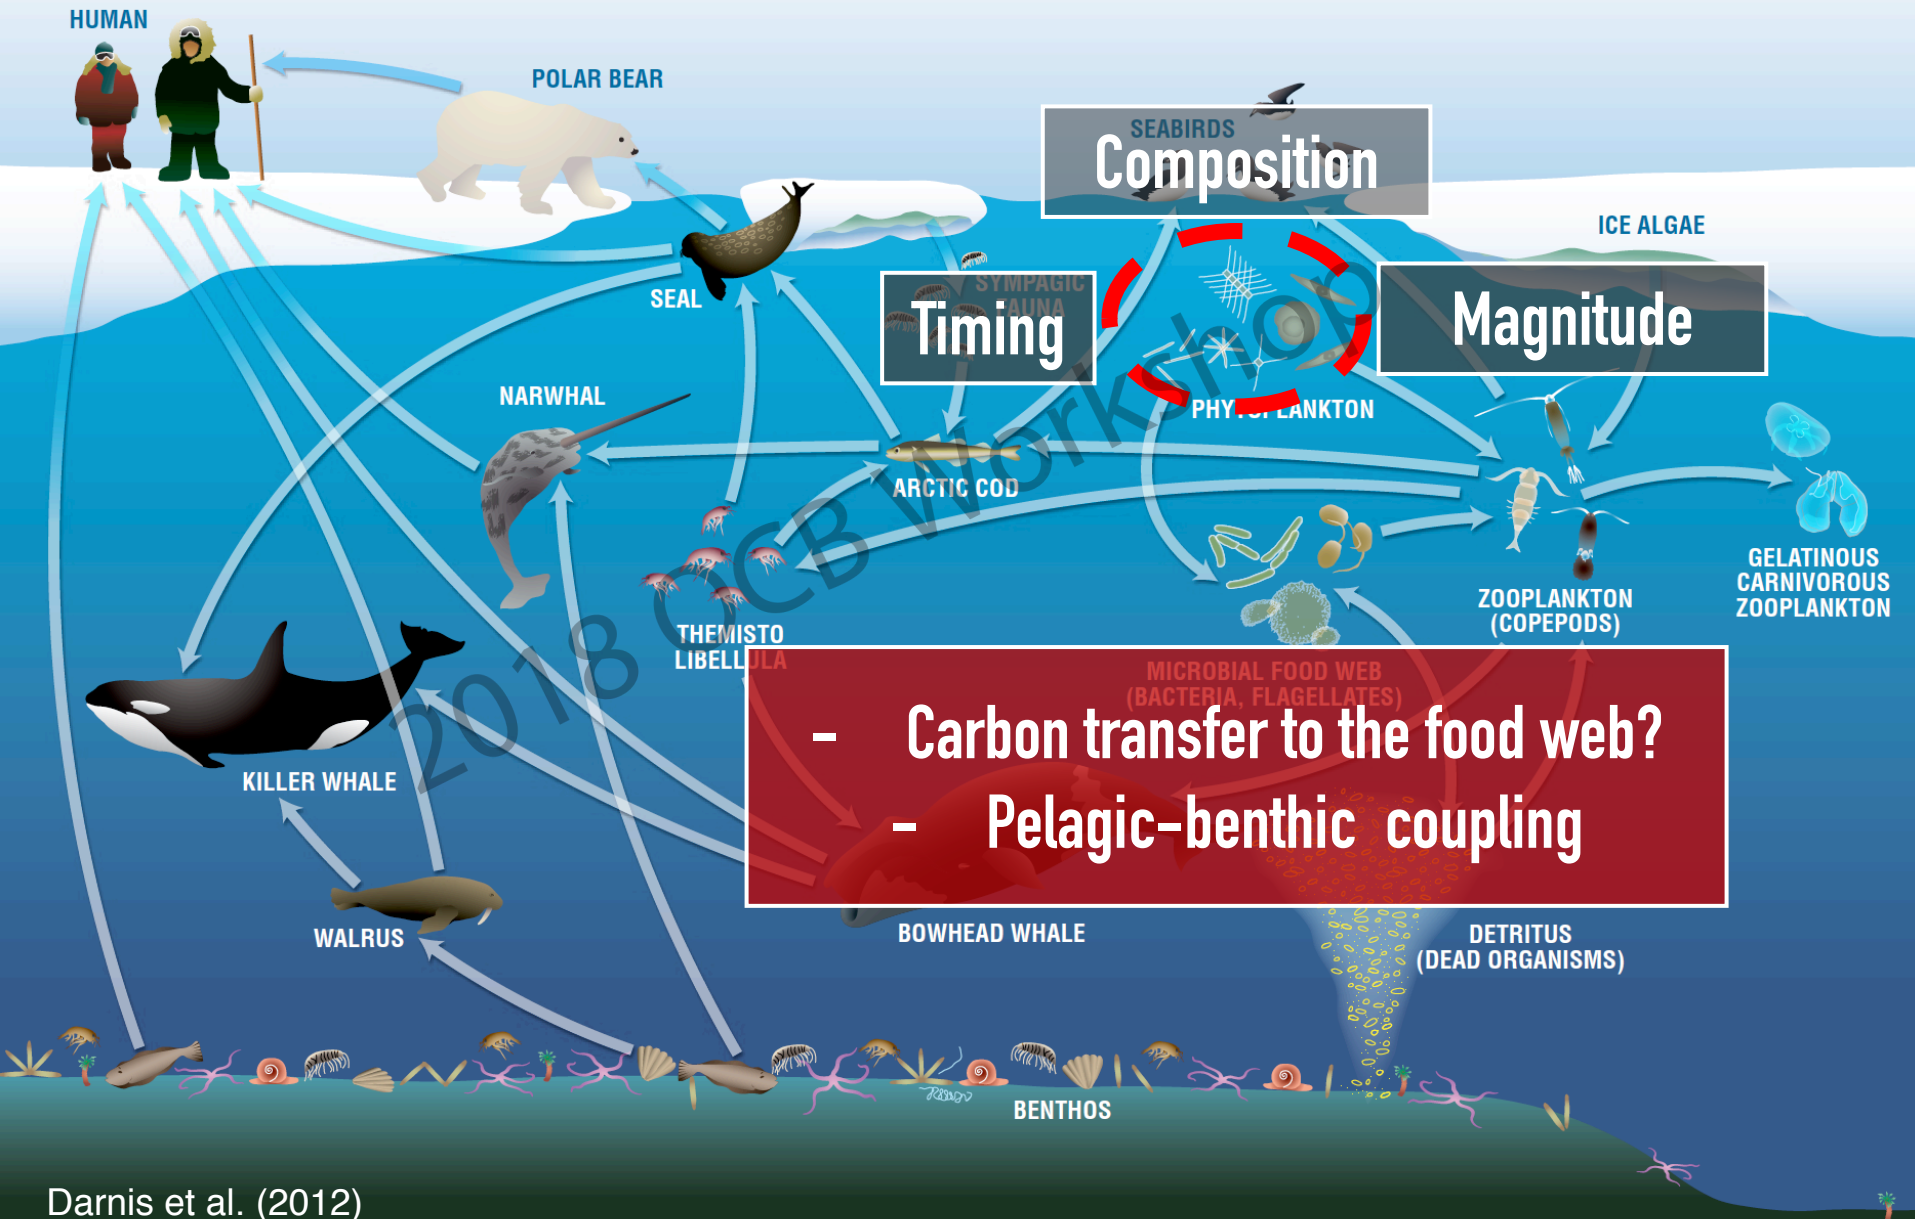 HUMAN
POLAR BEAR
SEABIRDS
Composition
ICE ALGAE
SEAL
SYMPAGIC
FAUNA
Timing
Magnitude
NARWHAL
PHYTOPLANKTON
ARCTIC COD
GELATINOUS
CARNIVOROUS
ZOOPLANKTON
ZOOPLANKTON
(COPEPODS)
THEMISTO
LIBELLULA
MICROBIAL FOOD WEB
(BACTERIA, FLAGELLATES)
- Carbon transfer to the food web?
- Pelagic-benthic coupling
KILLER WHALE
WALRUS
BOWHEAD WHALE
DETRITUS
(DEAD ORGANISMS)
BENTHOS
Darnis et al. (2012)
2018 OCB Workshop